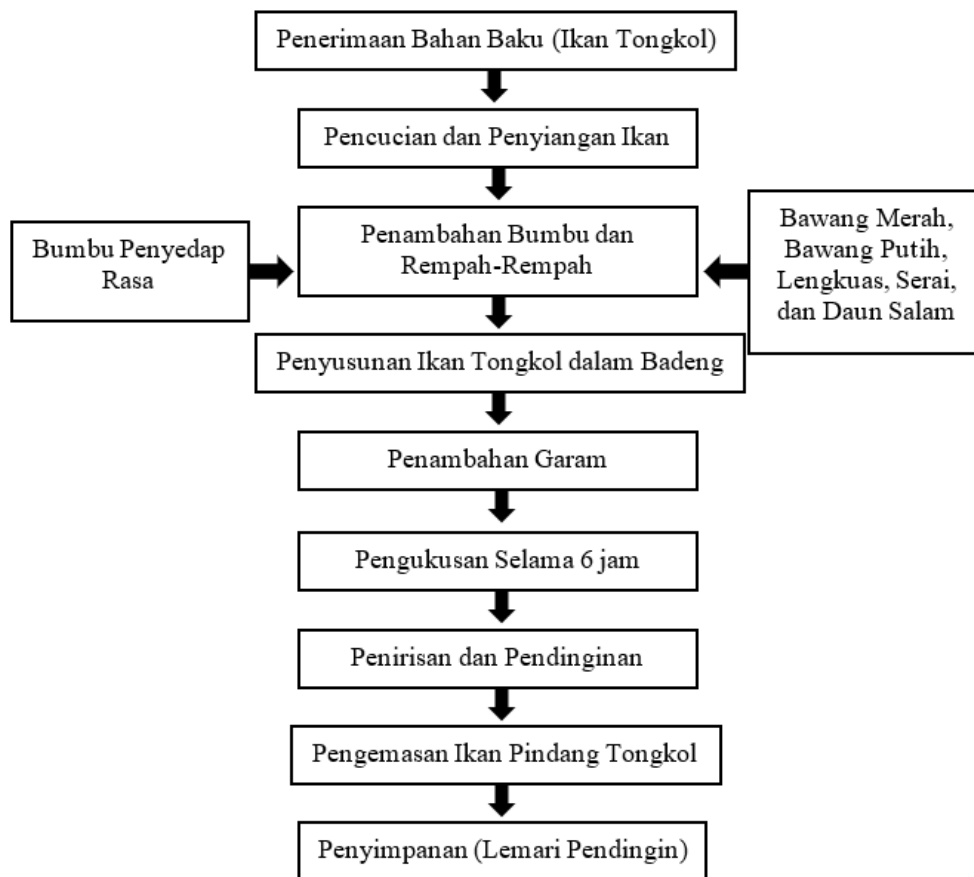 Penerimaan Bahan Baku (Ikan Tongkol)
Pencucian dan Penyiangan Ikan
Bumbu Penyedap
Rasa
Penambahan Bumbu dan
Rempah-Rempah
Bawang Merah,
Bawang Putih,
Lengkuas, Serai,
dan Daun Salam
Penyusunan Ikan Tongkol dalam Badeng
Penambahan Garam
Pengukusan Selama 6 jam
Penirisan dan Pendinginan
Pengemasan Ikan Pindang Tongkol
Penyimpanan (Lemari Pendingin)